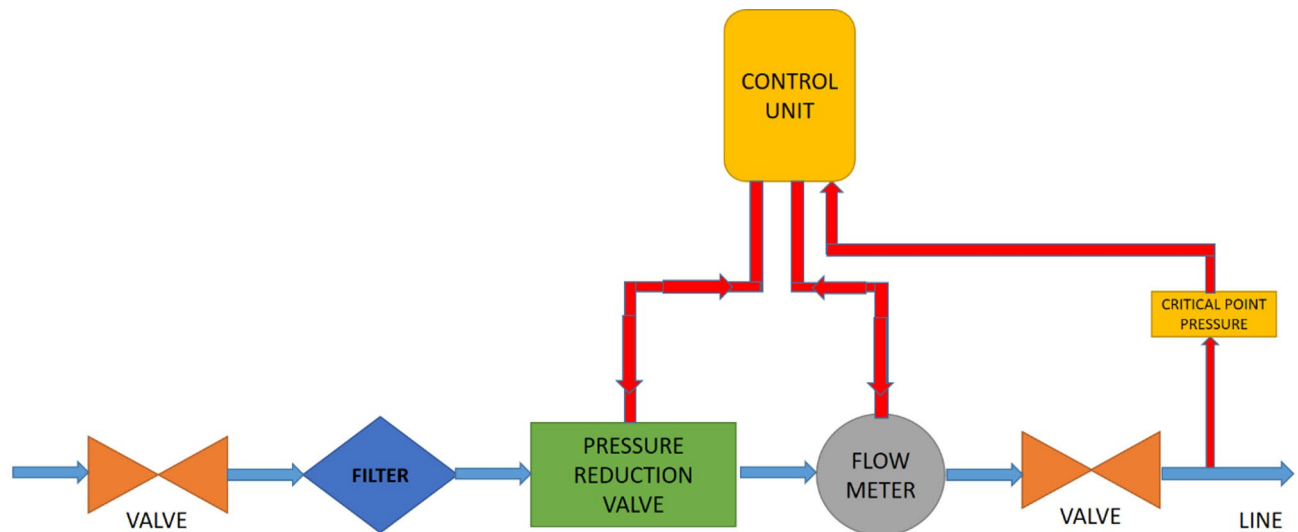 CONTROL
UNIT
CRITICAL POINT
PRESSURE
FILTER
PRESSURE
REDUCTION
VALVE
FLOW
METER
VALVE
VALVE
LINE